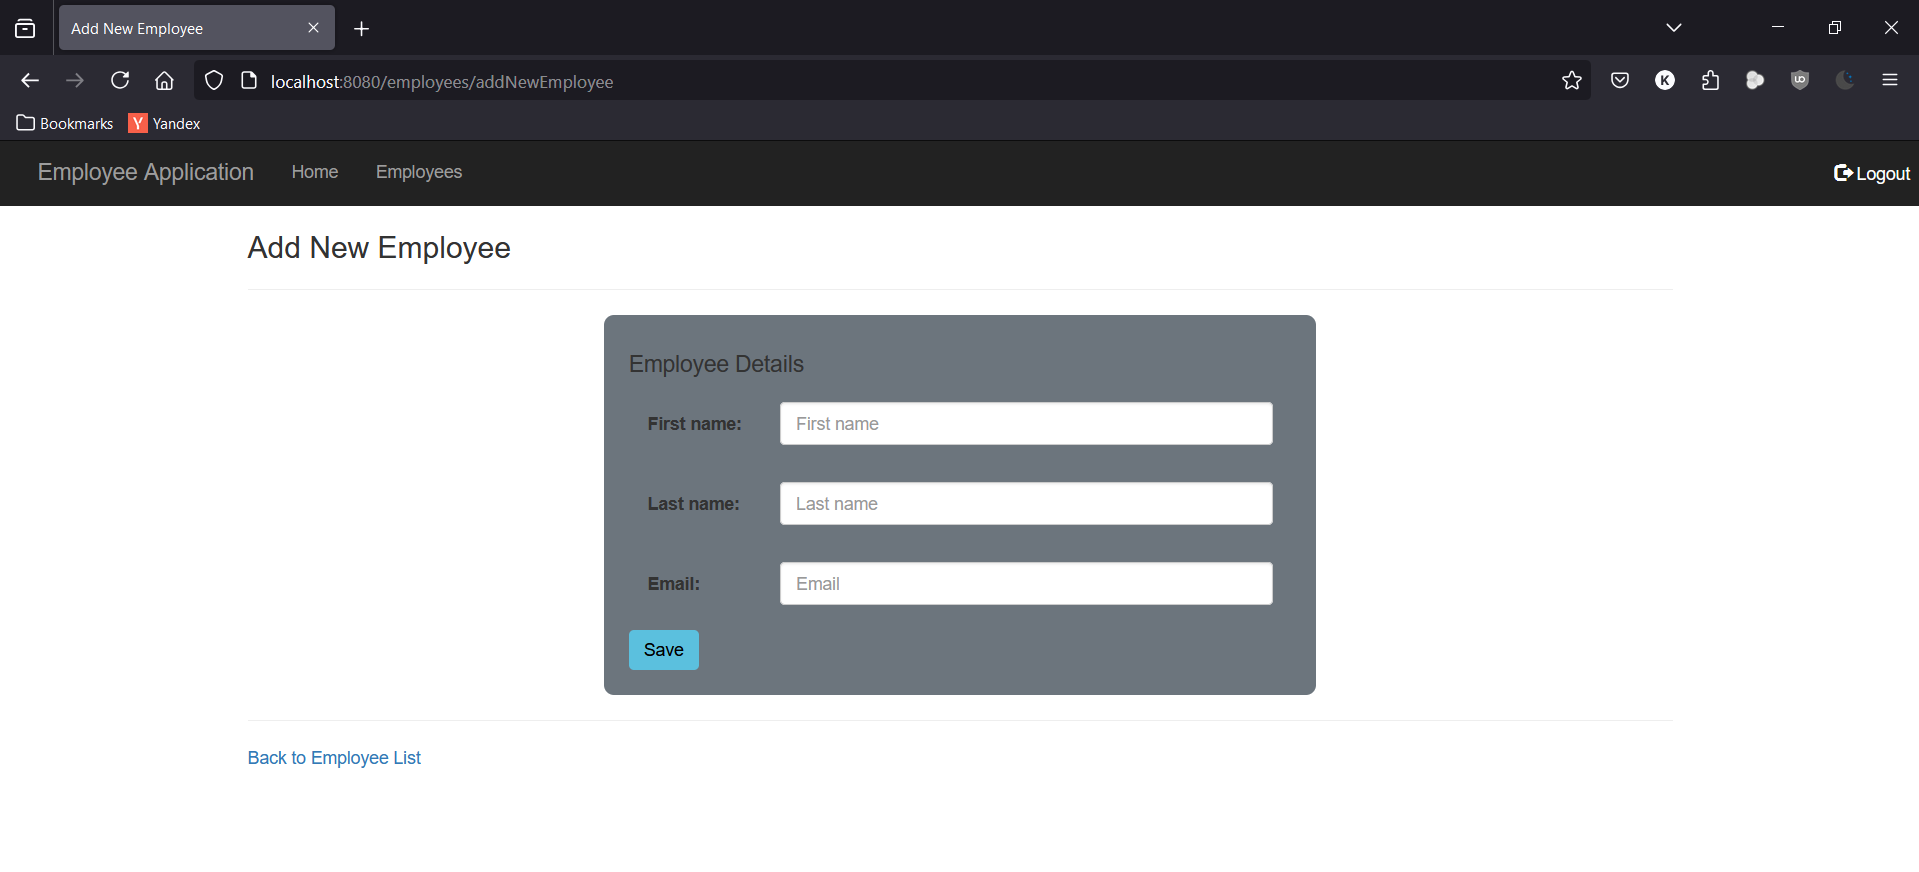 Add New Employee
localhost:8080/employees/addNewEmployee
K
Bookmarks Y Yandex
Employee Application Home Employees Logout
Add New Employee
Employee Details
First name: First name
Last name: Last name
Email: Email
Save
Back to Employee List